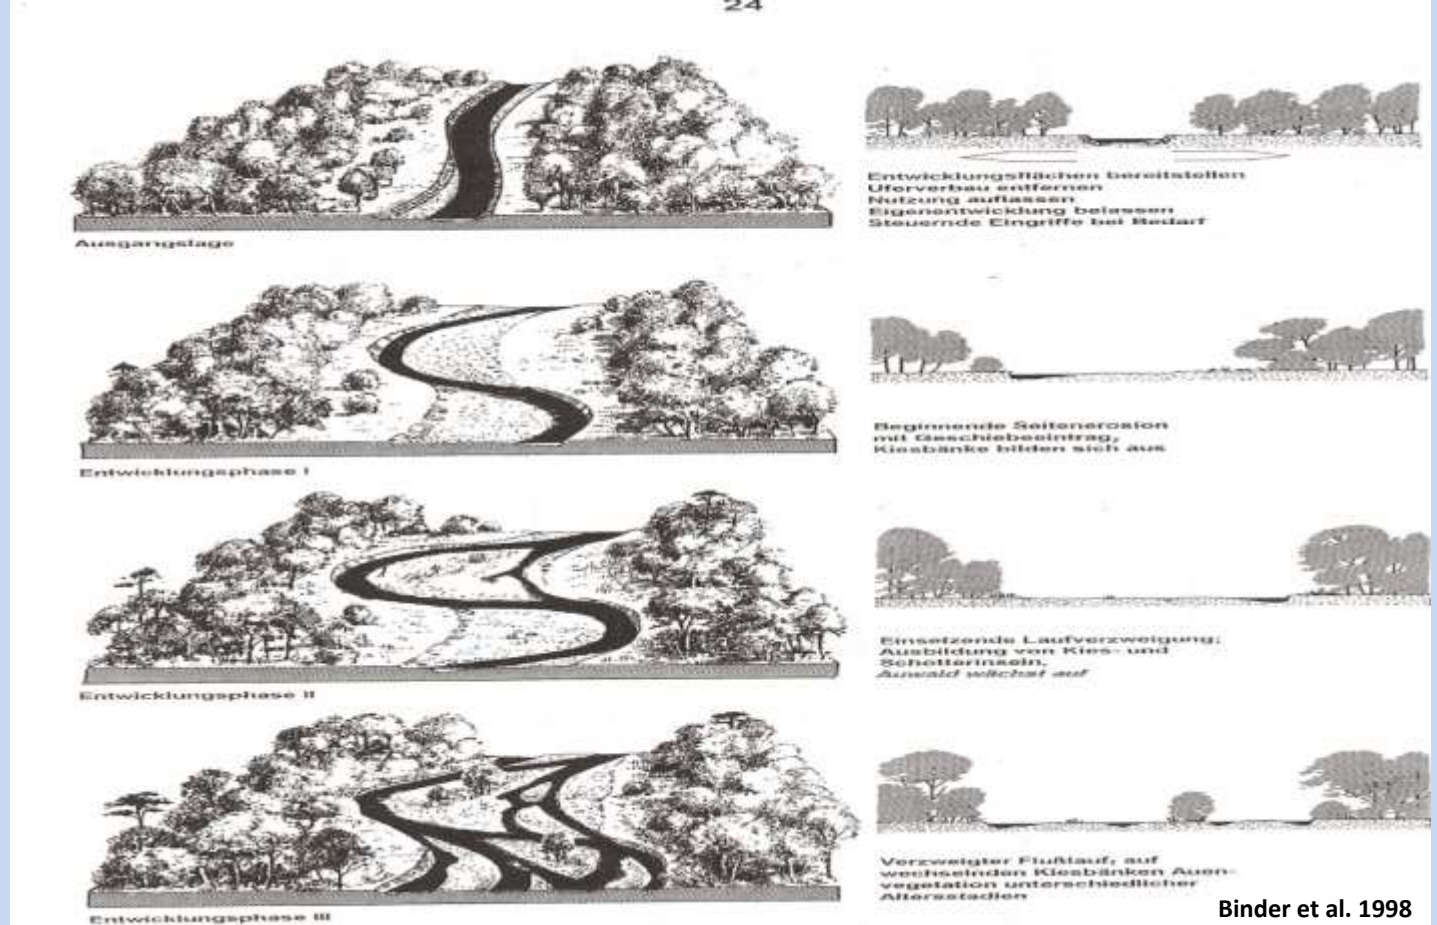 24
Entwicklungsflächen bereitstellen
Uferverbau entfernen
Nutzung auflassen
Eigenentwicklung belassen
Steuernde Eingriffe bei Bedarf
Ausgangslage
Beginnende Seitenerosion
mit Geschiebeeintrag,
Kiesbänke bilden sich aus
Entwicklungsphase I
Einsetzende Laufverzweigung;
Ausbildung von Kies- und
Schotterinseln,
Auwald wächst auf
Entwicklungsphase II
Verzweigter Flußlauf, auf
wechselnden Kiesbänken Auen-
vegetation unterschiedlicher
Altersstadien
Entwicklungsphase III
Binder et al. 1998